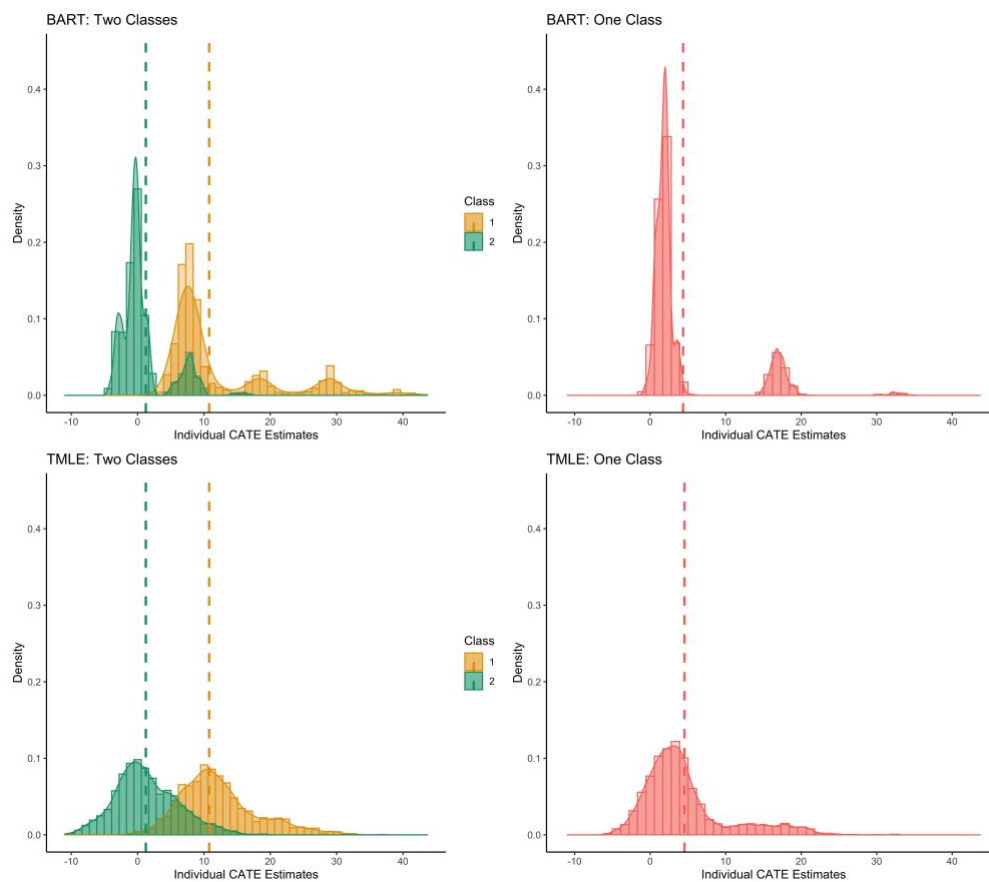 BART: Two Classes
0.4
0.3
0.2
0.1
0.0
Density
-10 0 10 20 30 40
Individual CATE Estimates
Class
1
2
BART: One Class
0.4
0.3
0.2
0.1
0.0
Density
-10 0 10 20 30 40
Individual CATE Estimates
TMLE: Two Classes
0.4
0.3
0.2
0.1
0.0
Density
-10 0 10 20 30 40
Individual CATE Estimates
Class
1
2
TMLE: One Class
0.4
0.3
0.2
0.1
0.0
Density
-10 0 10 20 30 40
Individual CATE Estimates